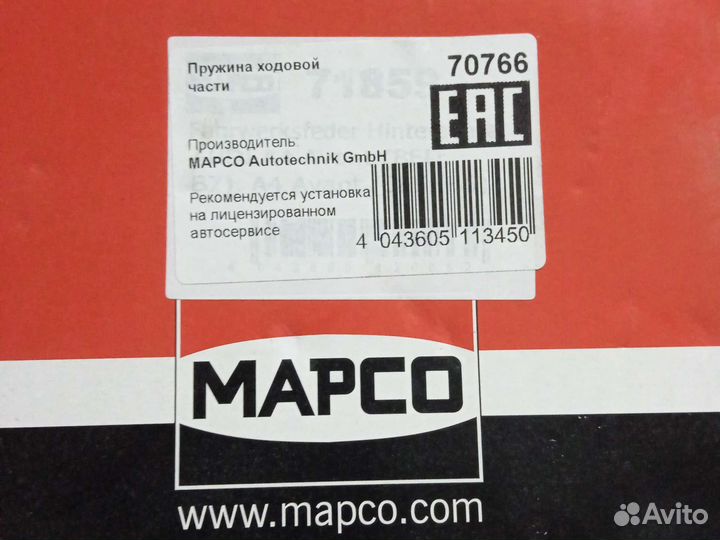 Пружина ходовой
части
70766
EAC
Производитель:
MAPCO Autotechnik GmbH
Рекомендуется установка
на лицензированном
автосервисе
4 043605 113450
MAPCO
www.mapco.com
Avito